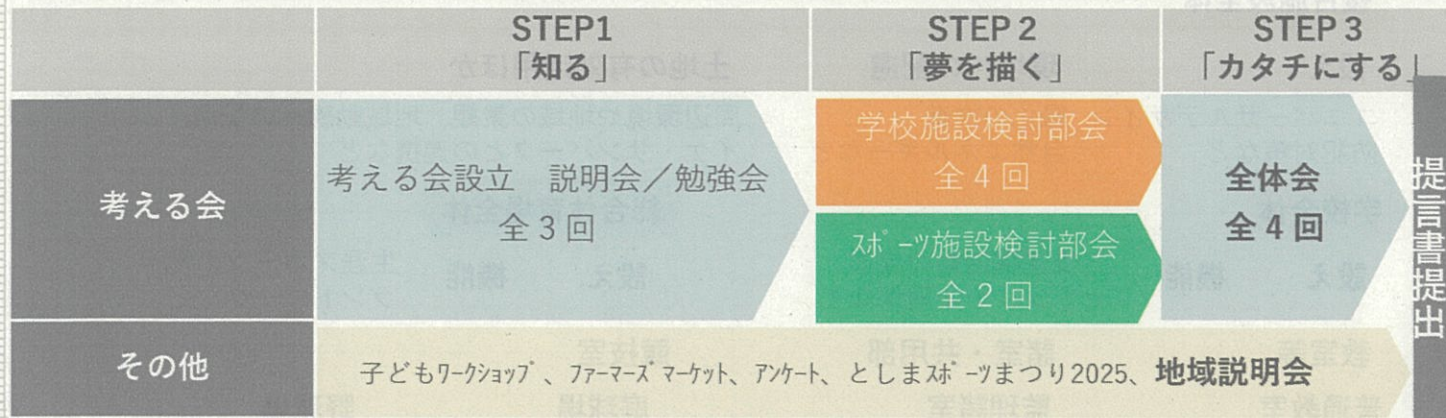 STEP1
「知る」
STEP 2
「夢を描く」
STEP 3
「カタチにする」
考える会
考える会設立　説明会／勉強会
全 3 回
学校施設検討部会
全 4 回
ｽﾎﾟｰﾂ施設検討部会
全 2 回
全体会
全 4 回
提言書提出
その他
子どもﾜｰｸｼｮｯﾌﾟ、ﾌｧｰﾏｰｽﾞﾏｰｹｯﾄ、ｱﾝｹｰﾄ、としまｽﾎﾟｰﾂまつり2025、地域説明会